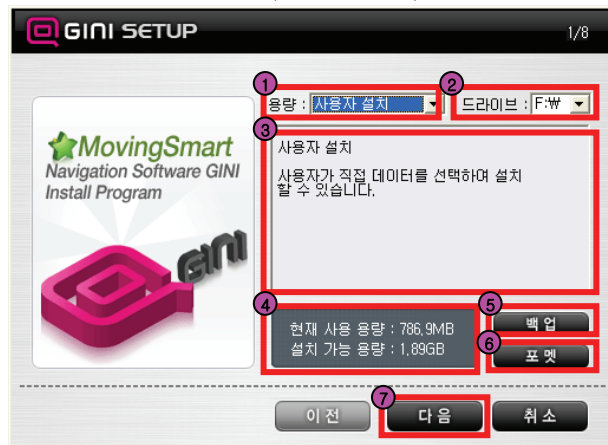 GINI SETUP
1/8
1
2
용량 : 사용자 설치
드라이브 : F:₩
3
MovingSmart
Navigation Software GINI
Install Program
사용자 설치
사용자가 직접 데이터를 선택하며 설치
할 수 있습니다.
GINI
4
현재 사용 용량 : 786,9MB
설치 가능 용량 : 1,89GB
5
백 업
6
포 멧
7
이 전
다 음
취 소